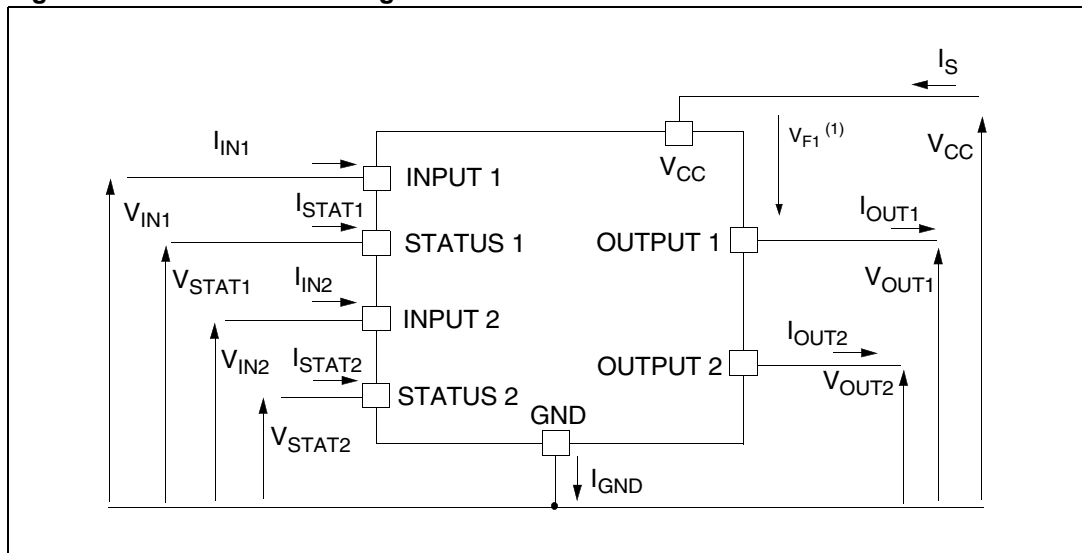 I_S
V_F1 (1)
V_CC
V_CC
I_IN1
INPUT 1
V_IN1
I_STAT1
STATUS 1
OUTPUT 1
I_OUT1
V_STAT1
V_OUT1
I_IN2
INPUT 2
I_OUT2
V_IN2
I_STAT2
OUTPUT 2
V_OUT2
STATUS 2
GND
V_STAT2
I_GND